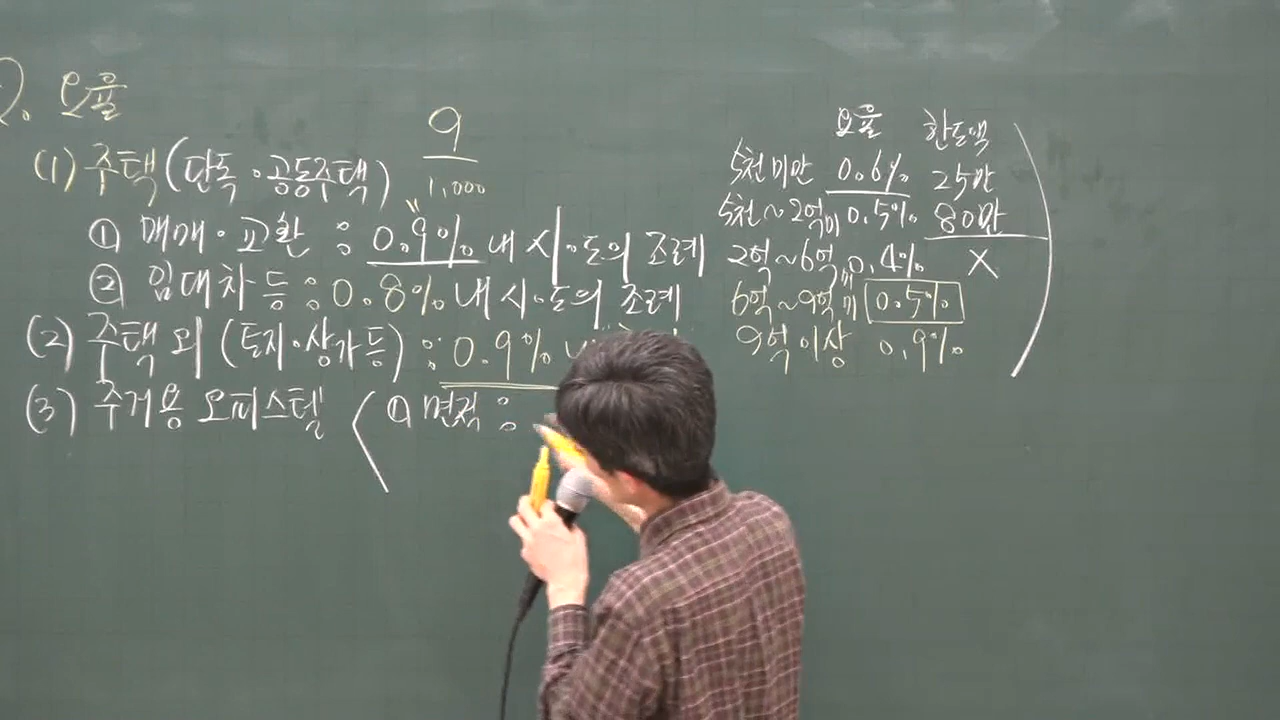 2. 요율
9
1,000
(1) 주택(단독·공동주택)
① 매매·교환 : 0.9% 내 시·도의 조례
② 임대차 등 : 0.8% 내 시·도의 조례
(2) 주택 외 (토지·상가 등) : 0.9%
(3) 주거용 오피스텔 < ① 면적 :
요율 한도액
5천미만 0.6% 25만
5천~2억미 0.5% 80만
2억~6억미 0.4% X
6억~9억미 0.5%
9억 이상 0.9%